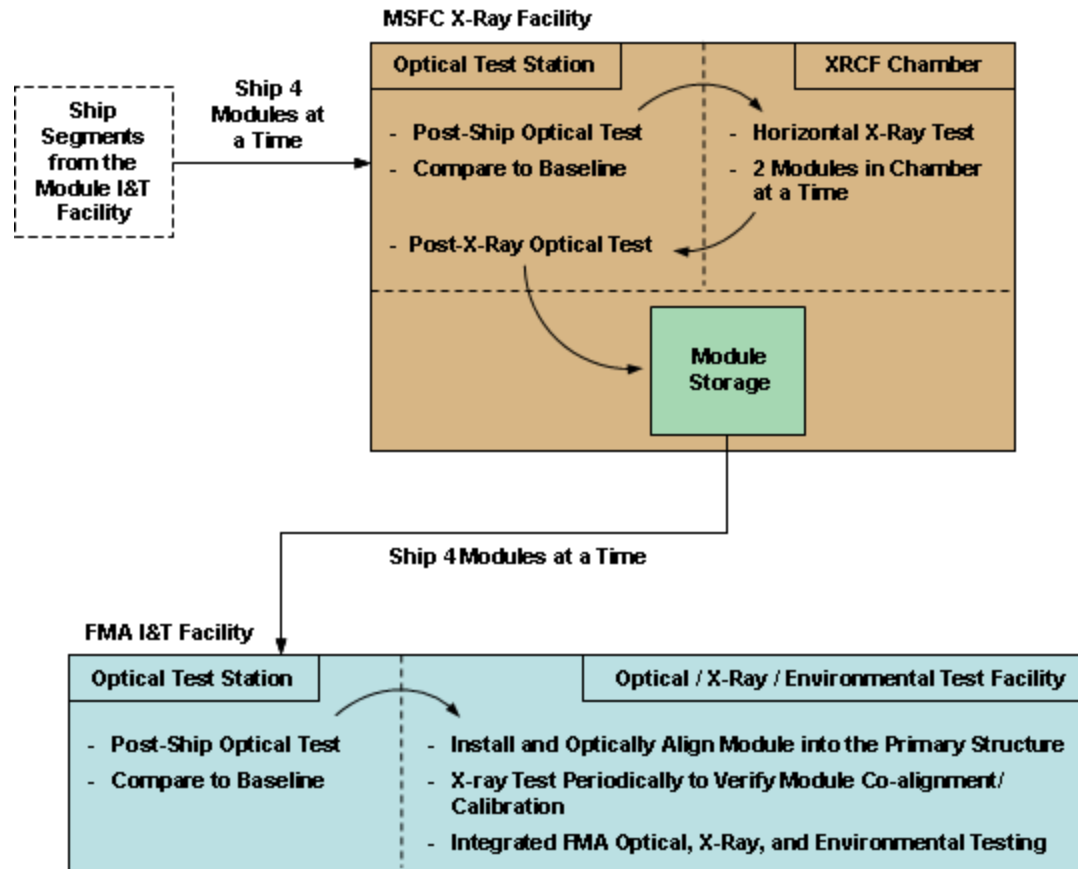 MSFC X-Ray Facility
Optical Test Station
XRCF Chamber
Ship
Segments
from the
Module I&T
Facility
Ship 4
Modules at
a Time
- Post-Ship Optical Test
- Compare to Baseline
- Horizontal X-Ray Test
- 2 Modules in Chamber
at a Time
- Post-X-Ray Optical Test
Module
Storage
Ship 4 Modules at a Time
FMA I&T Facility
Optical Test Station
Optical / X-Ray / Environmental Test Facility
- Post-Ship Optical Test
- Compare to Baseline
- Install and Optically Align Module into the Primary Structure
- X-ray Test Periodically to Verify Module Co-alignment/
Calibration
- Integrated FMA Optical, X-Ray, and Environmental Testing